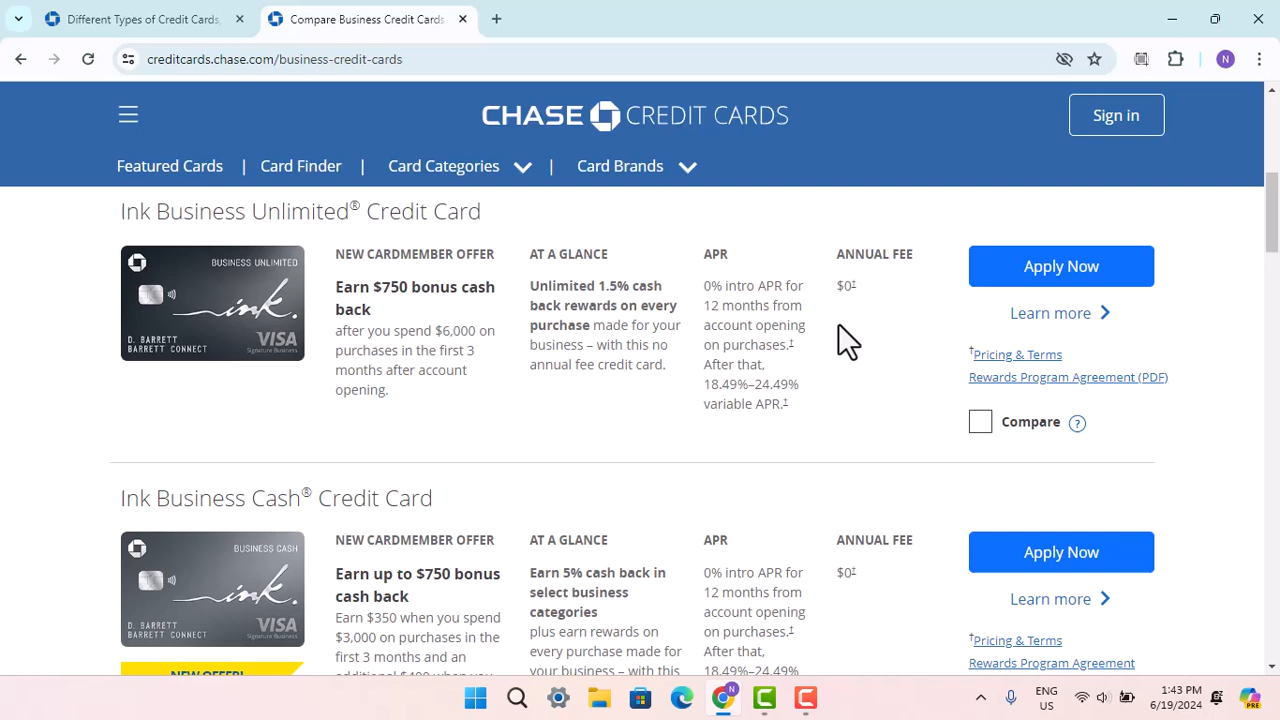 Different Types of Credit Cards,
Compare Business Credit Cards
creditcards.chase.com/business-credit-cards
N
CHASE CREDIT CARDS
Sign in
Featured Cards | Card Finder | Card Categories | Card Brands
Ink Business Unlimited® Credit Card
BUSINESS UNLIMITED
ink.
D. BARRETT
BARRETT CONNECT
VISA
Signature Business
NEW CARDMEMBER OFFER
Earn $750 bonus cash
back
after you spend $6,000 on
purchases in the first 3
months after account
opening.
AT A GLANCE
Unlimited 1.5% cash
back rewards on every
purchase made for your
business – with this no
annual fee credit card.
APR
0% intro APR for
12 months from
account opening
on purchases.†
After that,
18.49%–24.49%
variable APR.†
ANNUAL FEE
$0†
Apply Now
Learn more
†Pricing & Terms
Rewards Program Agreement (PDF)
Compare ?
Ink Business Cash® Credit Card
BUSINESS CASH
ink.
D. BARRETT
BARRETT CONNECT
VISA
Signature Business
NEW OFFER!
NEW CARDMEMBER OFFER
Earn up to $750 bonus
cash back
Earn $350 when you spend
$3,000 on purchases in the
first 3 months and an
additional $400 when you
AT A GLANCE
Earn 5% cash back in
select business
categories
plus earn rewards on
every purchase made for
your business – with this
APR
0% intro APR for
12 months from
account opening
on purchases.†
After that,
18.49%–24.49%
ANNUAL FEE
$0†
Apply Now
Learn more
†Pricing & Terms
Rewards Program Agreement
N
ENG
US
1:43 PM
6/19/2024
PRE